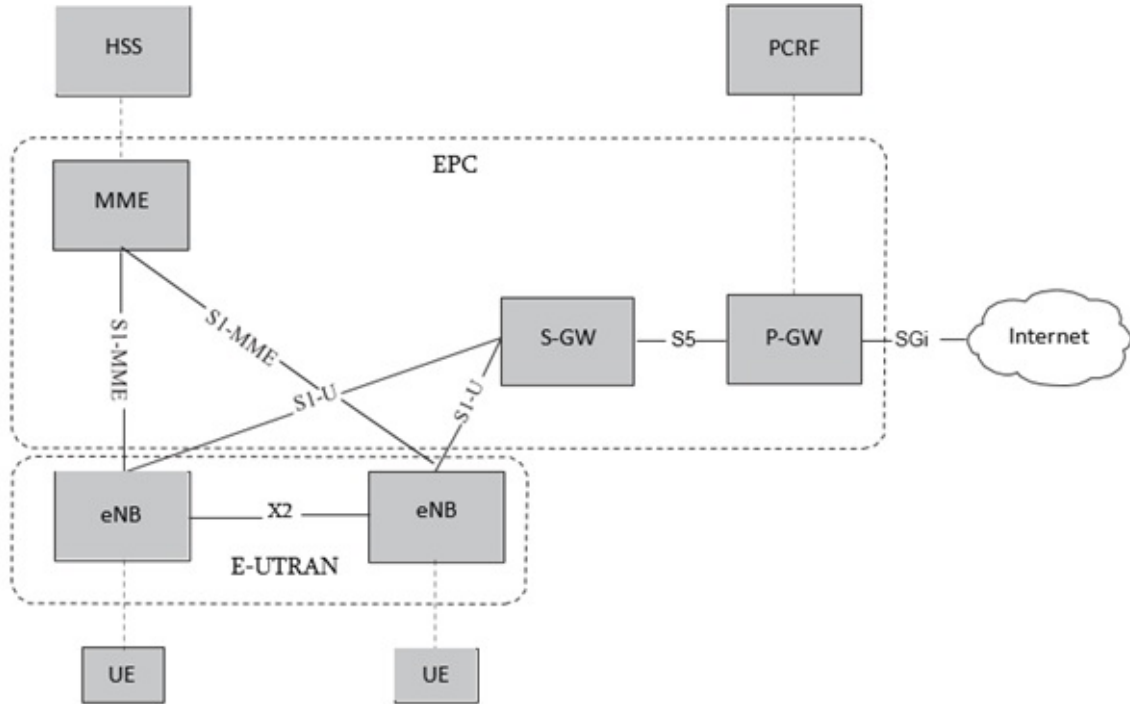 HSS
PCRF
EPC
MME
S1-MME
S1-MME
S-GW
S5
P-GW
SGi
Internet
S1-U
S1-U
eNB
X2
eNB
E-UTRAN
UE
UE